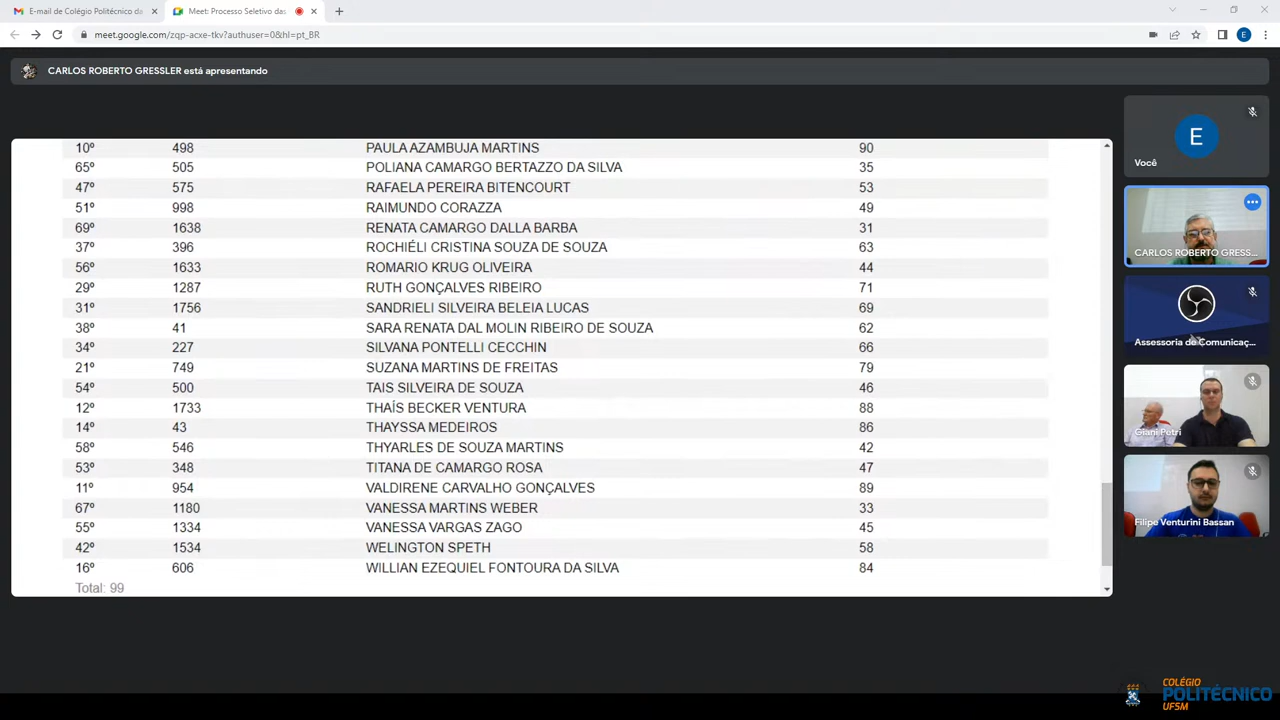 E-mail de Colégio Politécnico da
Meet: Processo Seletivo das
meet.google.com/zqp-acxe-tkv?authuser=0&hl=pt_BR
E
CARLOS ROBERTO GRESSLER está apresentando
10º 498 PAULA AZAMBUJA MARTINS 90
65º 505 POLIANA CAMARGO BERTAZZO DA SILVA 35
47º 575 RAFAELA PEREIRA BITENCOURT 53
51º 998 RAIMUNDO CORAZZA 49
69º 1638 RENATA CAMARGO DALLA BARBA 31
37º 396 ROCHIÉLI CRISTINA SOUZA DE SOUZA 63
56º 1633 ROMARIO KRUG OLIVEIRA 44
29º 1287 RUTH GONÇALVES RIBEIRO 71
31º 1756 SANDRIELI SILVEIRA BELEIA LUCAS 69
38º 41 SARA RENATA DAL MOLIN RIBEIRO DE SOUZA 62
34º 227 SILVANA PONTELLI CECCHIN 66
21º 749 SUZANA MARTINS DE FREITAS 79
54º 500 TAIS SILVEIRA DE SOUZA 46
12º 1733 THAÍS BECKER VENTURA 88
14º 43 THAYSSA MEDEIROS 86
58º 546 THYARLES DE SOUZA MARTINS 42
53º 348 TITANA DE CAMARGO ROSA 47
11º 954 VALDIRENE CARVALHO GONÇALVES 89
67º 1180 VANESSA MARTINS WEBER 33
55º 1334 VANESSA VARGAS ZAGO 45
42º 1534 WELINGTON SPETH 58
16º 606 WILLIAN EZEQUIEL FONTOURA DA SILVA 84
Total: 99
E
Você
CARLOS ROBERTO GRESS...
Assessoria de Comunicaç...
Giani Petri
Filipe Venturini Bassan
COLÉGIO
POLITÉCNICO
UFSM